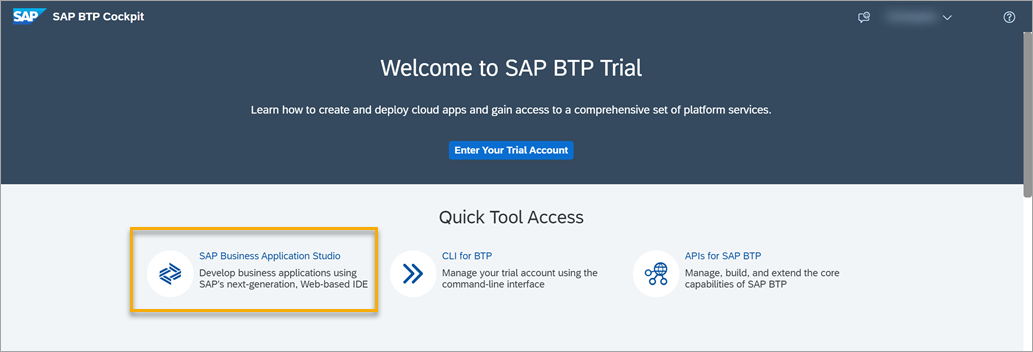 SAP SAP BTP Cockpit
Welcome to SAP BTP Trial
Learn how to create and deploy cloud apps and gain access to a comprehensive set of platform services.
Enter Your Trial Account
Quick Tool Access
SAP Business Application Studio
Develop business applications using
SAP's next-generation, Web-based IDE
CLI for BTP
Manage your trial account using the
command-line interface
APIs for SAP BTP
Manage, build, and extend the core
capabilities of SAP BTP